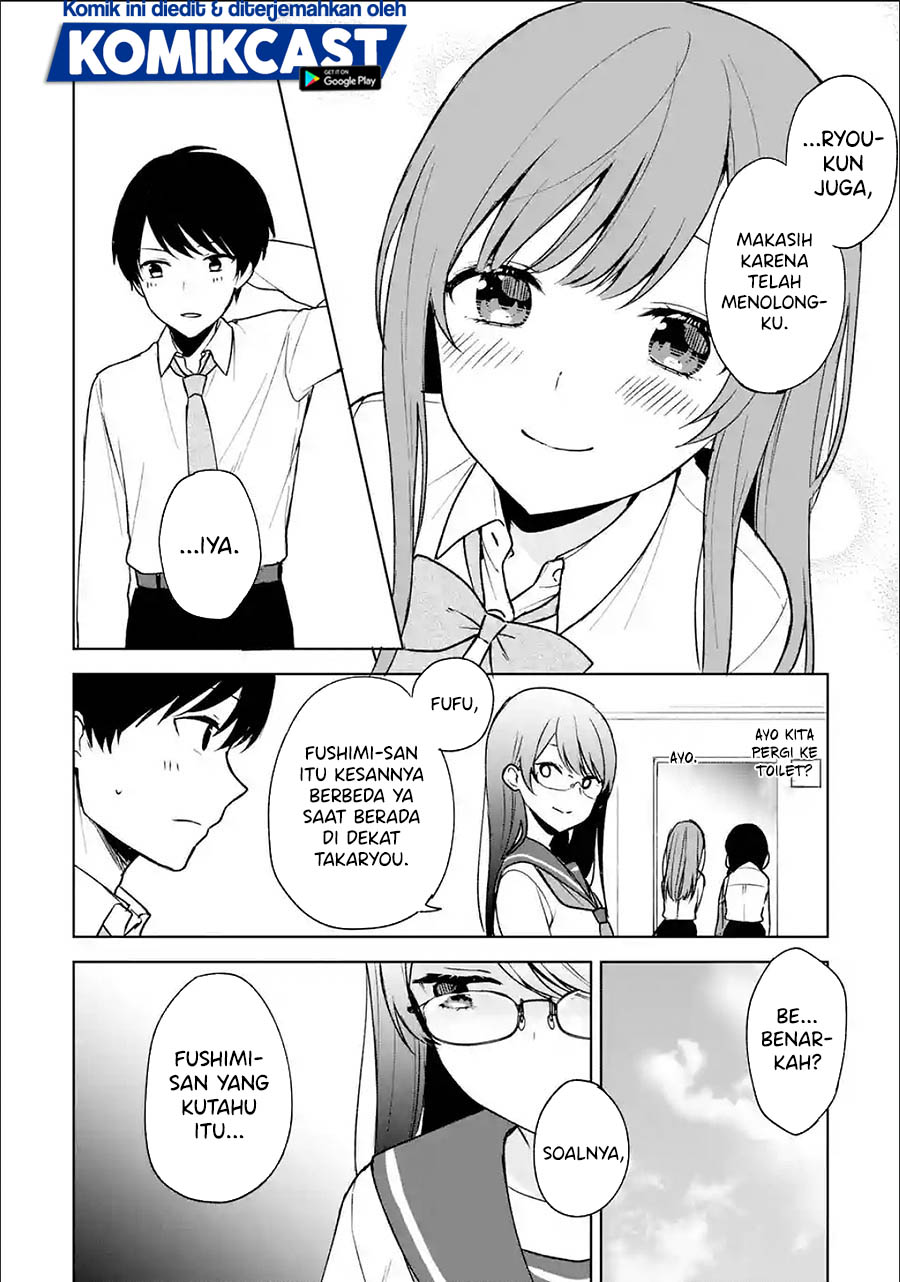 Komik ini diedit & diterjemahkan oleh
KOMIKCAST
GET IT ON
Google Play
...RYOU-
KUN
JUGA,
MAKASIH
KARENA
TELAH
MENOLONG-
KU.
...IYA.
AYO KITA
PERGI KE
TOILET?
AYO.
FUFU,
FUSHIMI-SAN
ITU KESANNYA
BERBEDA YA
SAAT BERADA
DI DEKAT
TAKARYOU.
BE...
BENAR-
KAH?
SOALNYA,
FUSHIMI-
SAN YANG
KUTAHU
ITU...